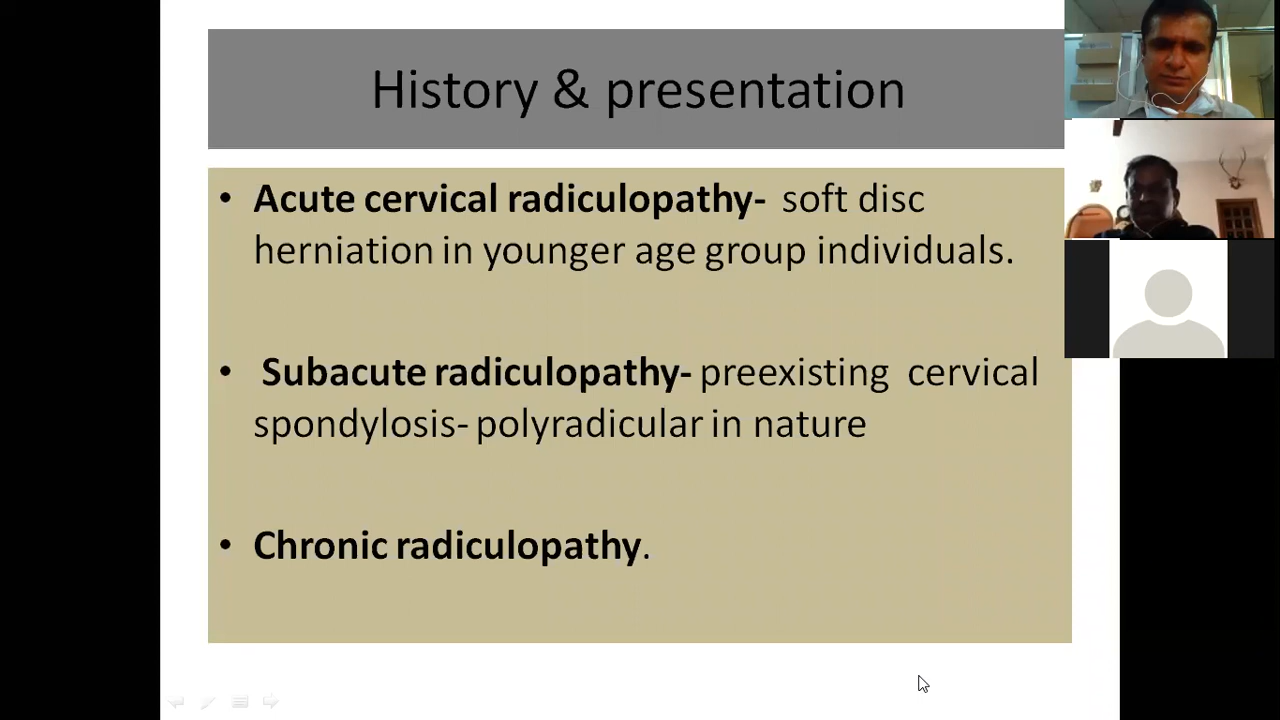 History & presentation
• Acute cervical radiculopathy- soft disc
herniation in younger age group individuals.
• Subacute radiculopathy- preexisting cervical
spondylosis- polyradicular in nature
• Chronic radiculopathy.